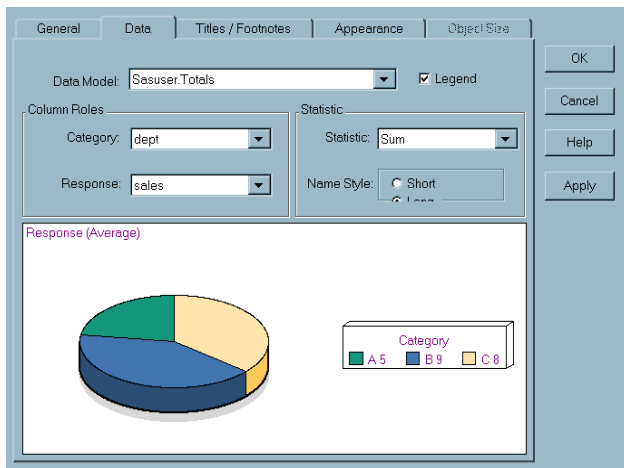 General Data Titles / Footnotes Appearance Object Size
OK
Data Model: Sasuser.Totals Legend
Cancel
Column Roles Statistic
Category: dept Statistic: Sum
Help
Response: sales Name Style: Short
Apply
Long
Response (Average)
Category
A 5 B 9 C 8